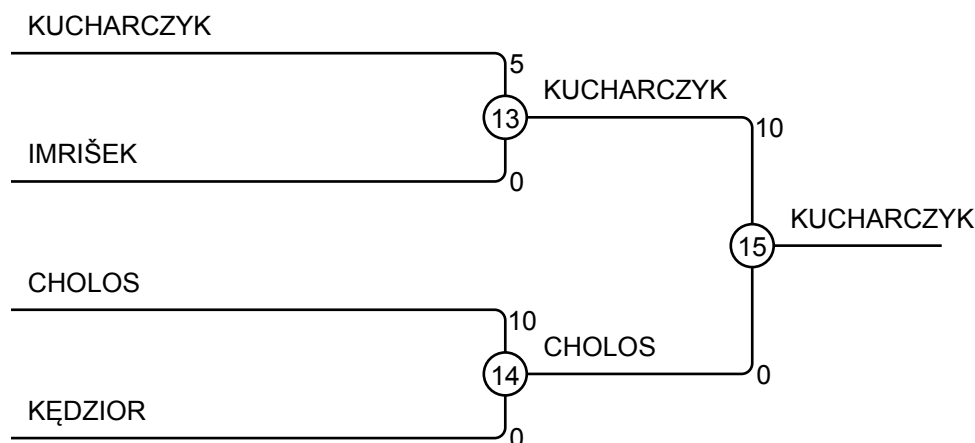 KUCHARCZYK
5
KUCHARCZYK
13
10
IMRIŠEK
0
KUCHARCZYK
15
CHOLOS
10
CHOLOS
14
0
KĘDZIOR
0